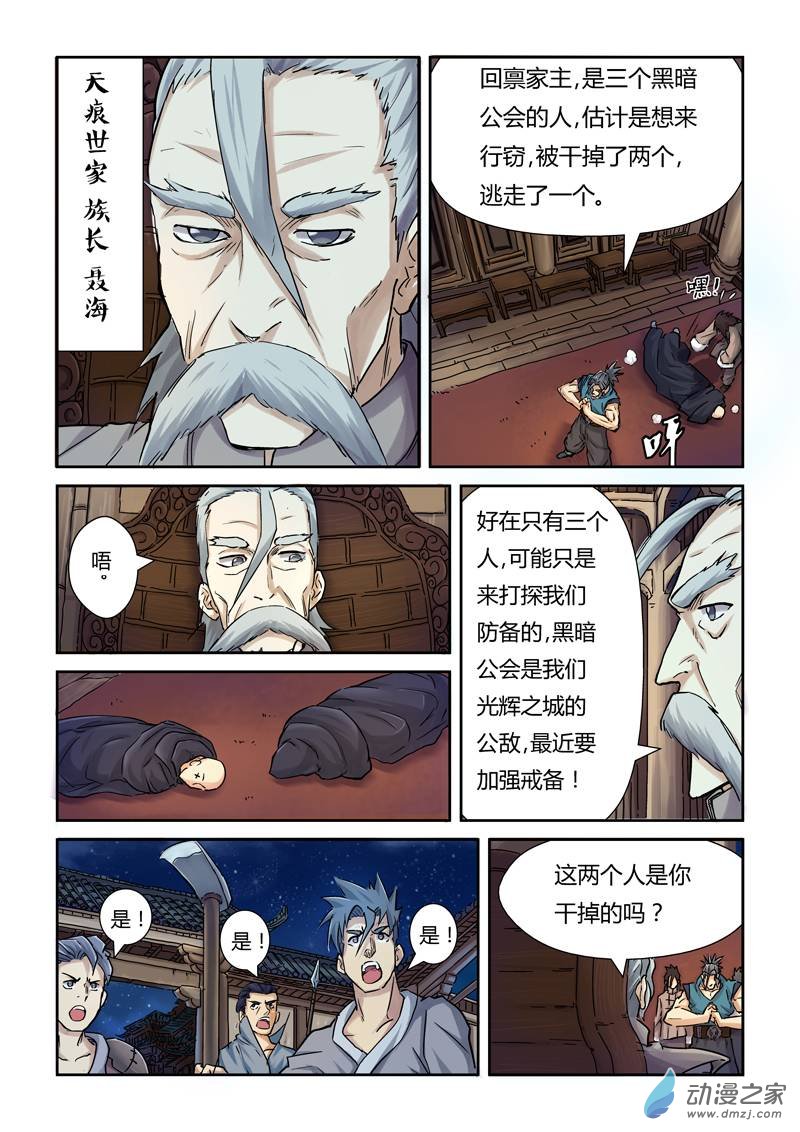 天痕世家 族长 聂海
回禀家主，是三个黑暗
公会的人，估计是想来
行窃，被干掉了两个，
逃走了一个。
嘿！
呯
唔。
好在只有三个
人，可能只是
来打探我们
防备的，黑暗
公会是我们
光辉之城的
公敌，最近要
加强戒备！
是！
是！
是！
这两个人是你
干掉的吗？
动漫之家
www.dmzj.com